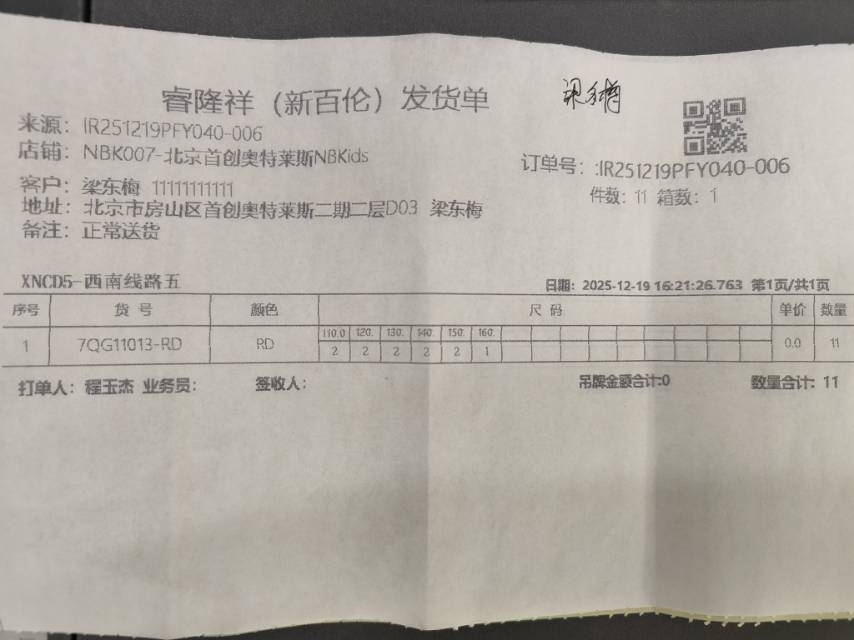 睿隆祥（新百伦）发货单
来源：IR251219PFY040-006
店铺：NBK007-北京首创奥特莱斯NBKids
订单号：:IR251219PFY040-006
客户：梁东梅 11111111111
件数：11 箱数：1
地址：北京市房山区首创奥特莱斯二期二层D03 梁东梅
备注：正常送货
XNCD5-西南线路五
日期：2025-12-19 16:21:26.763 第1页/共1页
序号 货号 颜色 尺码 单价 数量
110.0 120. 130. 140. 150. 160.
1 7QG11013-RD RD 2 2 2 2 2 1 0.0 11
打单人：程玉杰 业务员： 签收人： 吊牌金额合计:0 数量合计：11